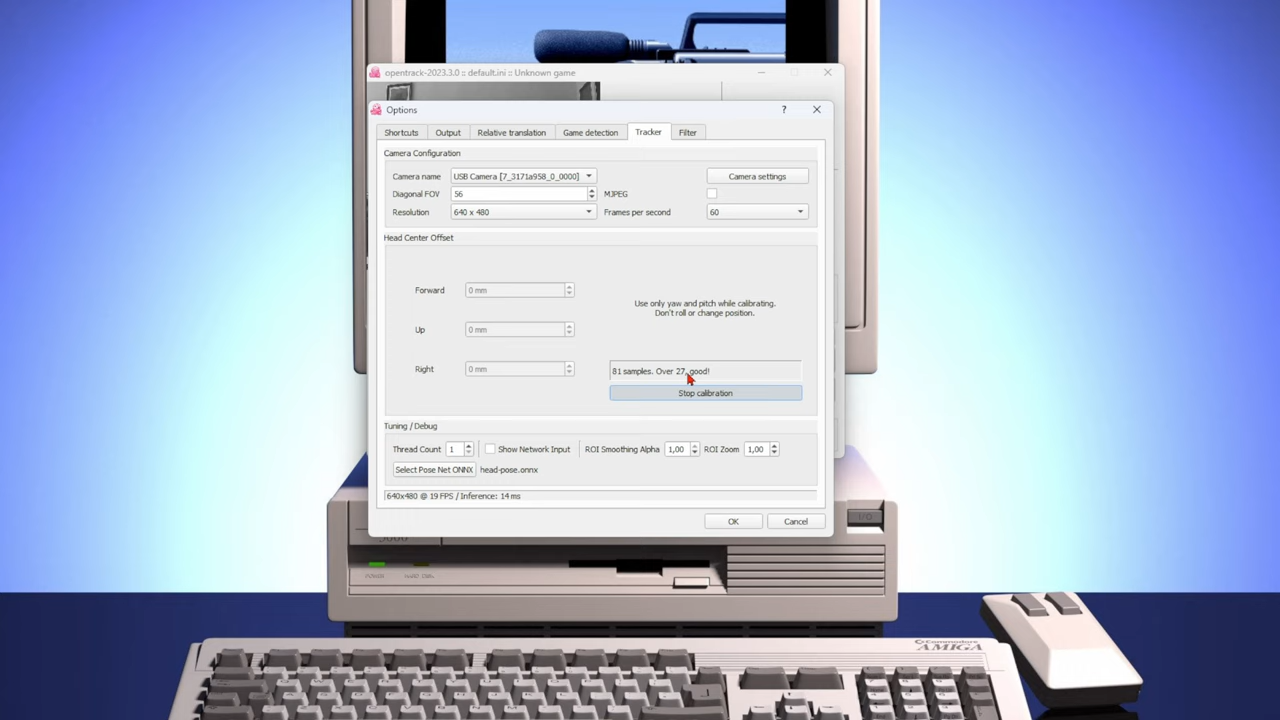 opentrack-2023.3.0 :: default.ini :: Unknown game
Options
?
Shortcuts Output Relative translation Game detection Tracker Filter
Camera Configuration
Camera name USB Camera [7_3171a958_0_0000] Camera settings
Diagonal FOV 56 MJPEG
Resolution 640 x 480 Frames per second 60
Head Center Offset
Forward 0 mm
Use only yaw and pitch while calibrating.
Don't roll or change position.
Up 0 mm
Right 0 mm
81 samples. Over 27, good!
Stop calibration
Tuning / Debug
Thread Count 1 Show Network Input ROI Smoothing Alpha 1,00 ROI Zoom 1,00
Select Pose Net ONNX head-pose.onnx
640x480 @ 19 FPS / Inference: 14 ms
OK Cancel
I/O
Commodore
AMIGA